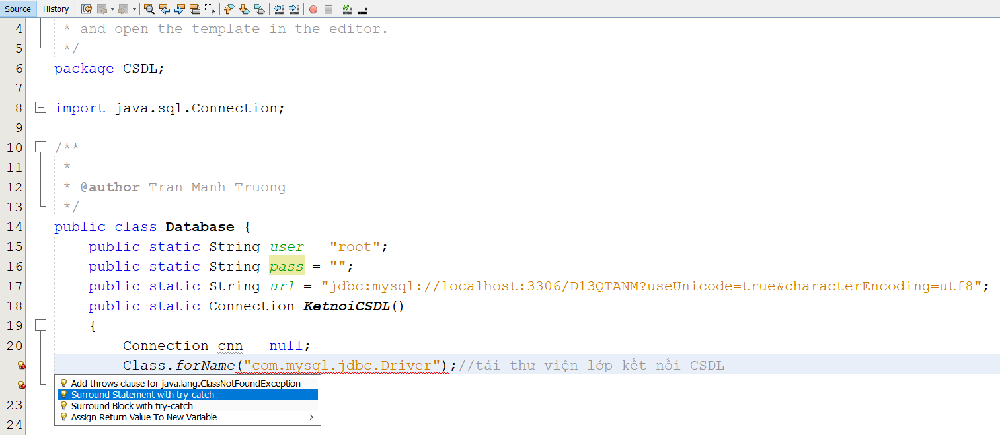 Source History
4 * and open the template in the editor.
5 */
6 package CSDL;
7
8 import java.sql.Connection;
9
10 /**
11 *
12 * @author Tran Manh Truong
13 */
14 public class Database {
15 public static String user = "root";
16 public static String pass = "";
17 public static String url = "jdbc:mysql://localhost:3306/D13QTANM?useUnicode=true&characterEncoding=utf8";
18 public static Connection KetnoiCSDL()
19 {
20 Connection cnn = null;
Class.forName("com.mysql.jdbc.Driver");//tải thư viện lớp kết nối CSDL
Add throws clause for java.lang.ClassNotFoundException
Surround Statement with try-catch
23 Surround Block with try-catch
24 Assign Return Value To New Variable